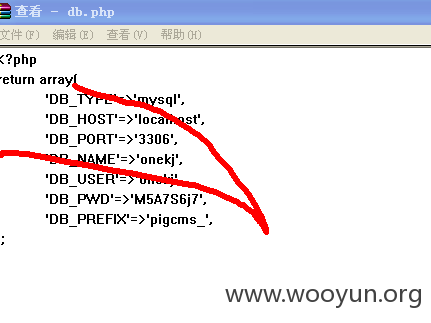 查看 - db.php
文件(F) 编辑(E) 查看(V) 帮助(H)
<?php
return array(
'DB_TYPE'=>'mysql',
'DB_HOST'=>'localhost',
'DB_PORT'=>'3306',
'DB_NAME'=>'onekj',
'DB_USER'=>'onekj',
'DB_PWD'=>'M5A7S6j7',
'DB_PREFIX'=>'pigcms_',
;
www.wooyun.org